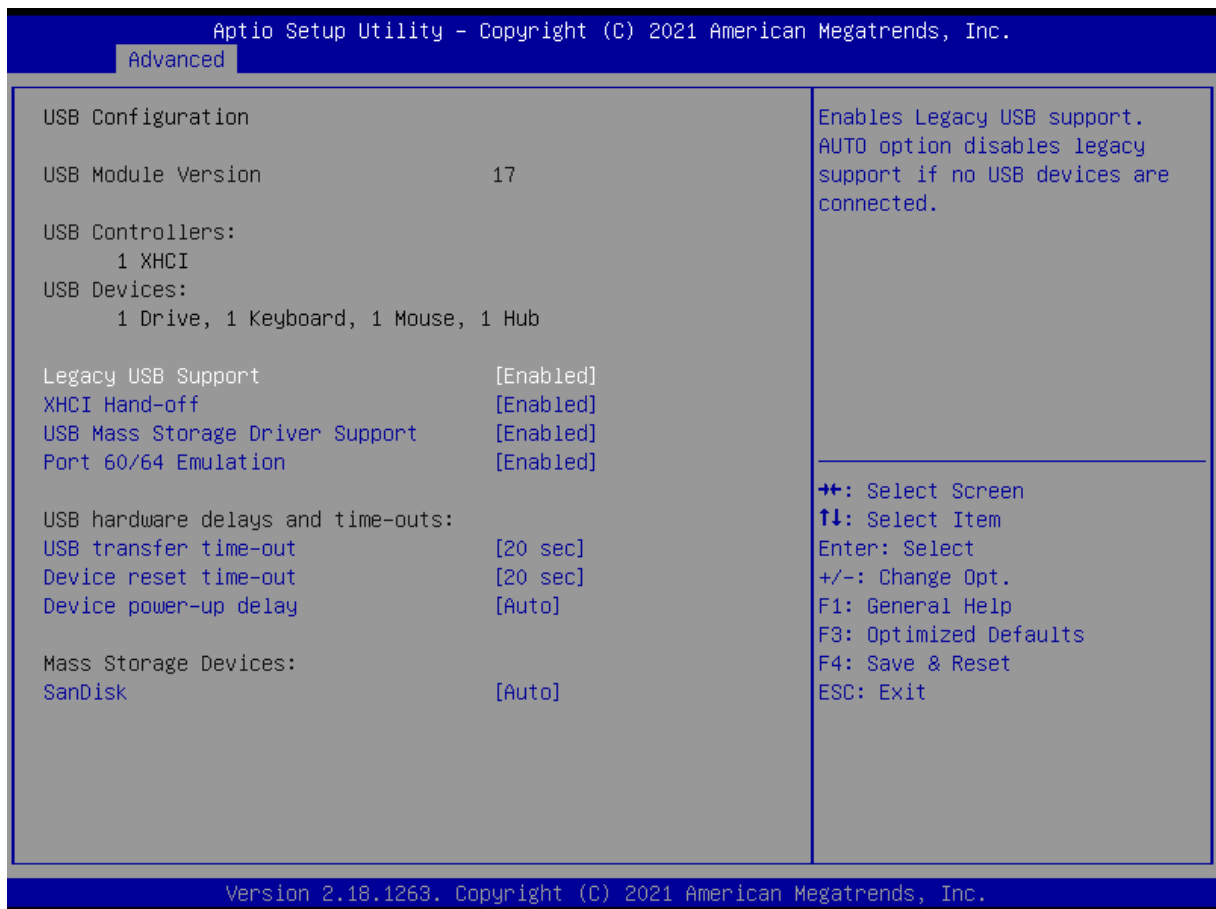 Aptio Setup Utility – Copyright (C) 2021 American Megatrends, Inc.
Advanced
USB Configuration
USB Module Version 17
USB Controllers:
1 XHCI
USB Devices:
1 Drive, 1 Keyboard, 1 Mouse, 1 Hub
Legacy USB Support [Enabled]
XHCI Hand-off [Enabled]
USB Mass Storage Driver Support [Enabled]
Port 60/64 Emulation [Enabled]
USB hardware delays and time-outs:
USB transfer time-out [20 sec]
Device reset time-out [20 sec]
Device power-up delay [Auto]
Mass Storage Devices:
SanDisk [Auto]
Enables Legacy USB support.
AUTO option disables legacy
support if no USB devices are
connected.
→←: Select Screen
↑↓: Select Item
Enter: Select
+/-: Change Opt.
F1: General Help
F3: Optimized Defaults
F4: Save & Reset
ESC: Exit
Version 2.18.1263. Copyright (C) 2021 American Megatrends, Inc.